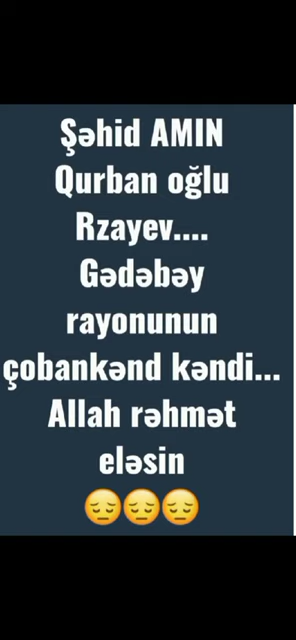 Şəhid AMIN
Qurban oğlu
Rzayev....
Gədəbəy
rayonunun
çobankənd kəndi...
Allah rəhmət
eləsin
😔😔😔